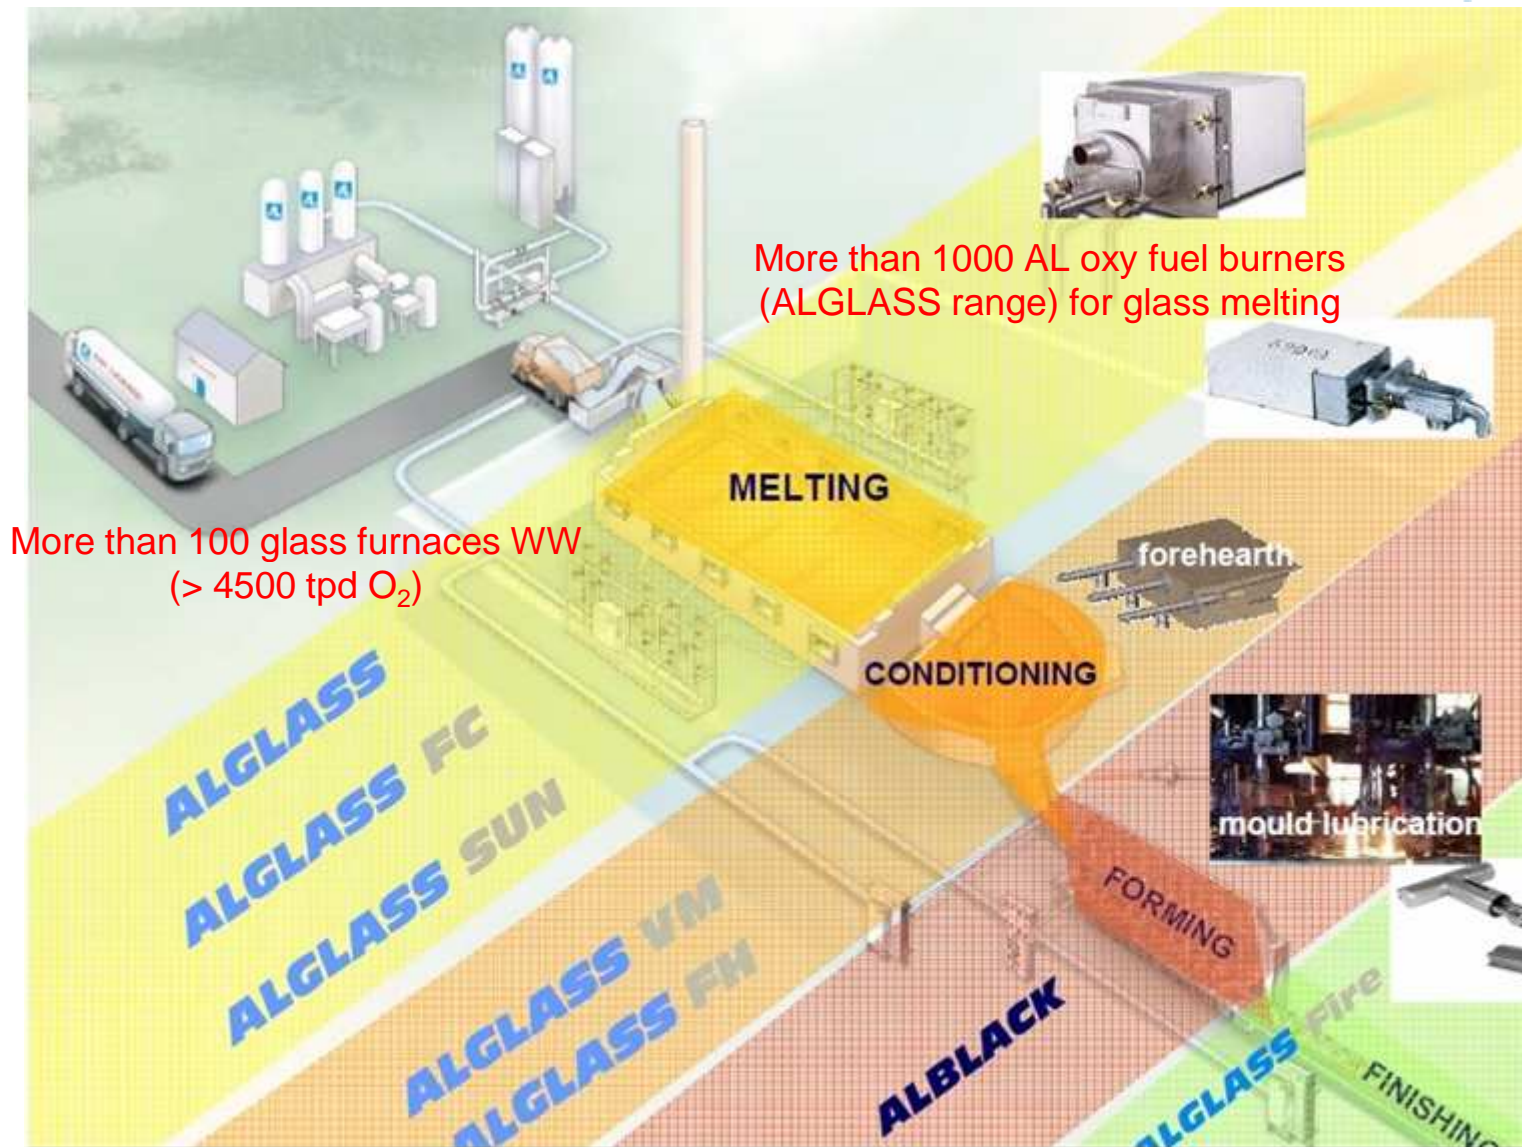 More than 1000 AL oxy fuel burners
(ALGLASS range) for glass melting
MELTING
More than 100 glass furnaces WW
(> 4500 tpd O₂)
forehearth
CONDITIONING
ALGLASS
ALGLASS FC
ALGLASS SUN
mould lubrication
FORMING
ALGLASS VM
ALGLASS FH
ALBLACK
ALGLASS Fire
FINISHING